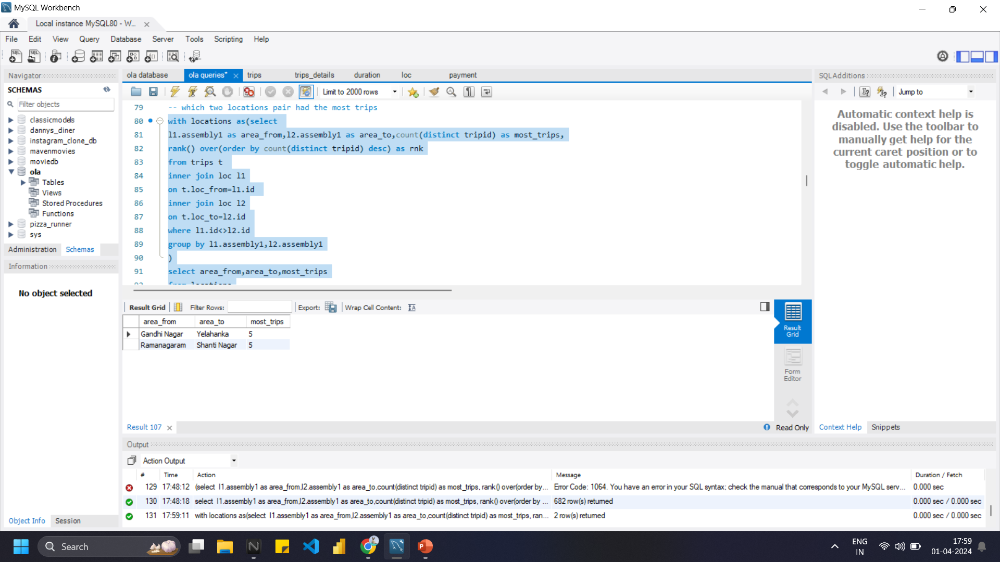 MySQL Workbench
Local instance MySQL80 - W...
File Edit View Query Database Server Tools Scripting Help
Navigator
SCHEMAS
Filter objects
classicmodels
dannys_diner
instagram_clone_db
mavenmovies
moviedb
ola
Tables
Views
Stored Procedures
Functions
pizza_runner
sys
Administration Schemas
Information
No object selected
Object Info Session
ola database ola queries* trips trips_details duration loc payment
Limit to 2000 rows
79 -- which two locations pair had the most trips
80 with locations as(select
81 l1.assembly1 as area_from,l2.assembly1 as area_to,count(distinct tripid) as most_trips,
82 rank() over(order by count(distinct tripid) desc) as rnk
83 from trips t
84 inner join loc l1
85 on t.loc_from=l1.id
86 inner join loc l2
87 on t.loc_to=l2.id
88 where l1.id<>l2.id
89 group by l1.assembly1,l2.assembly1
90 )
91 select area_from,area_to,most_trips
Result Grid Filter Rows: Export: Wrap Cell Content:
area_from area_to most_trips
Gandhi Nagar Yelahanka 5
Ramanagaram Shanti Nagar 5
Result Grid
Form Editor
Result 107
Read Only
SQLAdditions
Jump to
Automatic context help is
disabled. Use the toolbar to
manually get help for the
current caret position or to
toggle automatic help.
Context Help Snippets
Output
Action Output
# Time Action Message Duration / Fetch
129 17:48:12 (select l1.assembly1 as area_from,l2.assembly1 as area_to,count(distinct tripid) as most_trips, rank() over(order by... Error Code: 1064. You have an error in your SQL syntax; check the manual that corresponds to your MySQL serv... 0.000 sec
130 17:48:18 select l1.assembly1 as area_from,l2.assembly1 as area_to,count(distinct tripid) as most_trips, rank() over(order by ... 682 row(s) returned 0.000 sec / 0.000 sec
131 17:59:11 with locations as(select l1.assembly1 as area_from,l2.assembly1 as area_to,count(distinct tripid) as most_trips, ran... 2 row(s) returned 0.000 sec / 0.000 sec
Search
ENG
IN
17:59
01-04-2024